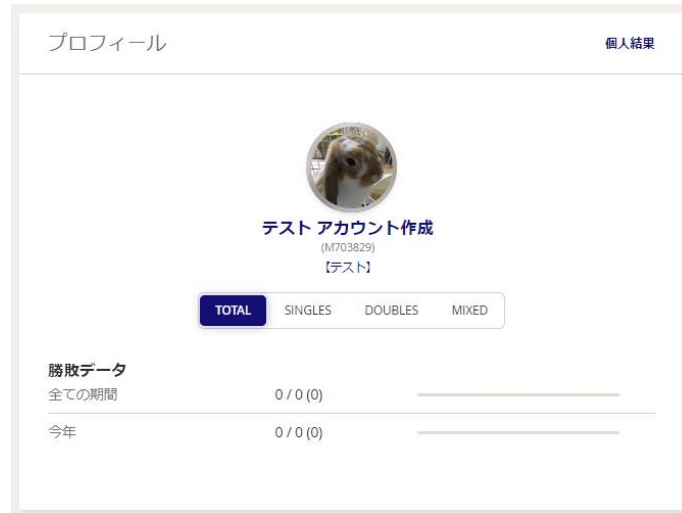 プロフィール
個人結果
テスト アカウント作成
(M703829)
【テスト】
TOTAL SINGLES DOUBLES MIXED
勝敗データ
全ての期間 0 / 0 (0)
今年 0 / 0 (0)